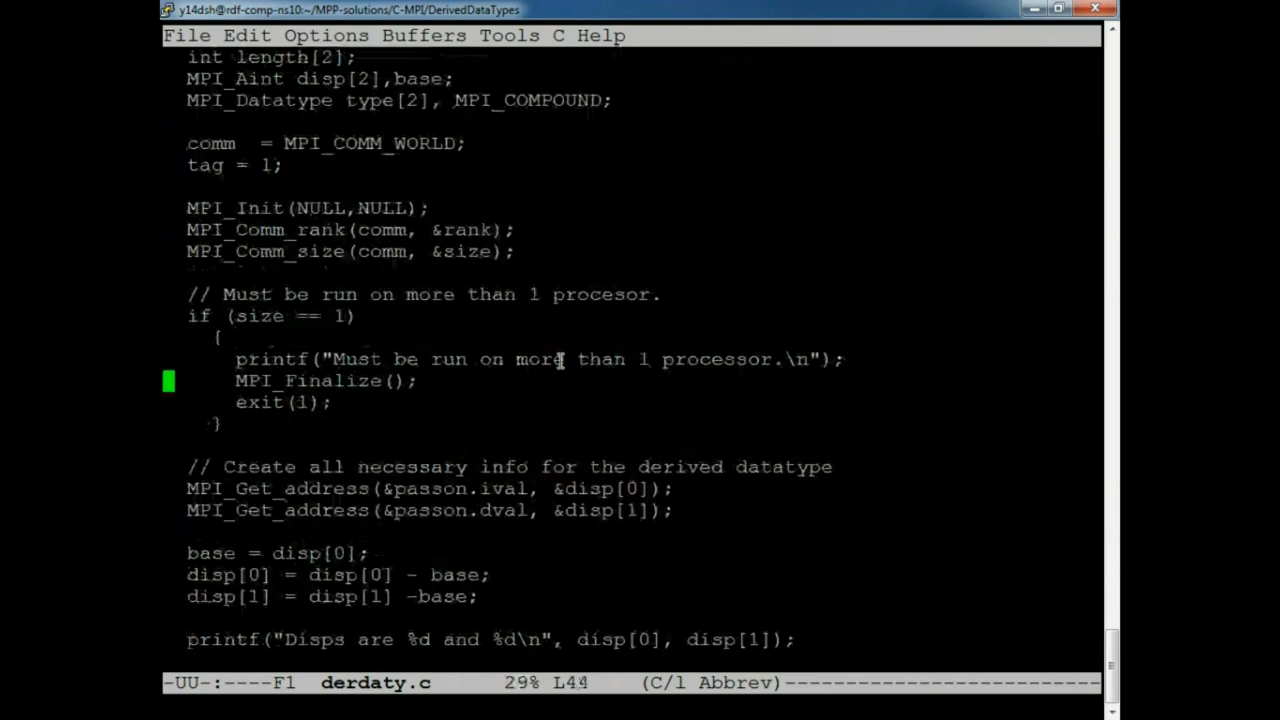 y14dsh@rdf-comp-ns10:~/MPP-solutions/C-MPI/DerivedDataTypes
File Edit Options Buffers Tools C Help
int length[2];
MPI_Aint disp[2],base;
MPI_Datatype type[2], MPI_COMPOUND;
comm  = MPI_COMM_WORLD;
tag = 1;
MPI_Init(NULL,NULL);
MPI_Comm_rank(comm, &rank);
MPI_Comm_size(comm, &size);
// Must be run on more than 1 procesor.
if (size == 1)
{
printf("Must be run on more than 1 processor.\n");
MPI_Finalize();
exit(1);
}
// Create all necessary info for the derived datatype
MPI_Get_address(&passon.ival, &disp[0]);
MPI_Get_address(&passon.dval, &disp[1]);
base = disp[0];
disp[0] = disp[0] - base;
disp[1] = disp[1] -base;
printf("Disps are %d and %d\n", disp[0], disp[1]);
-UU-:----F1  derdaty.c      29% L44    (C/l Abbrev)--------------------------